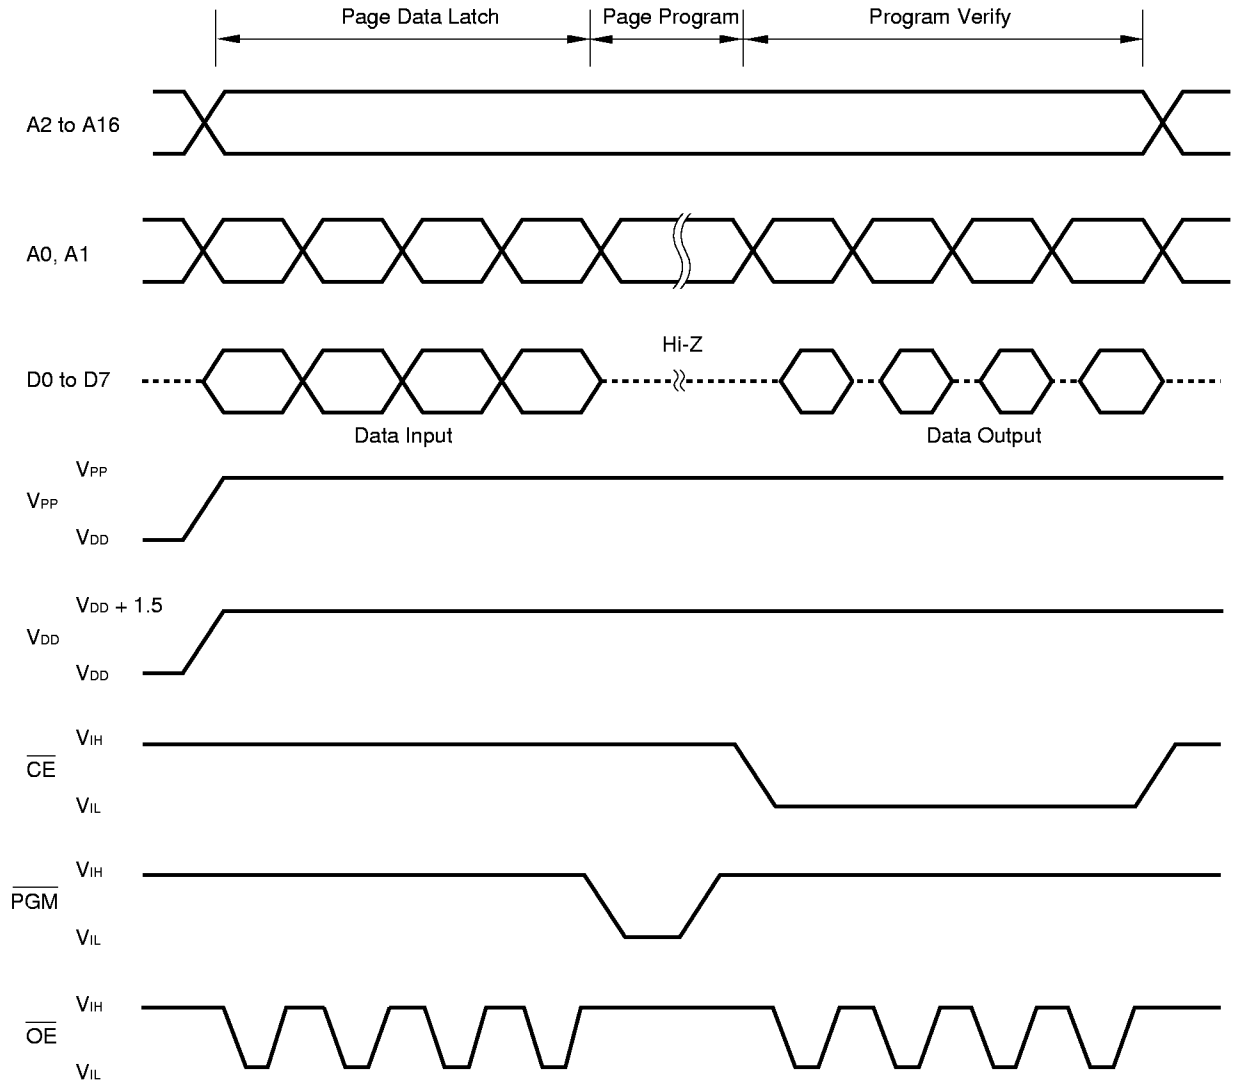 Page Data Latch Page Program Program Verify
A2 to A16
A0, A1
Hi-Z
D0 to D7
Data Input Data Output
VPP
VPP
VDD
VDD + 1.5
VDD
VDD
VIH
CE
VIL
VIH
PGM
VIL
VIH
OE
VIL